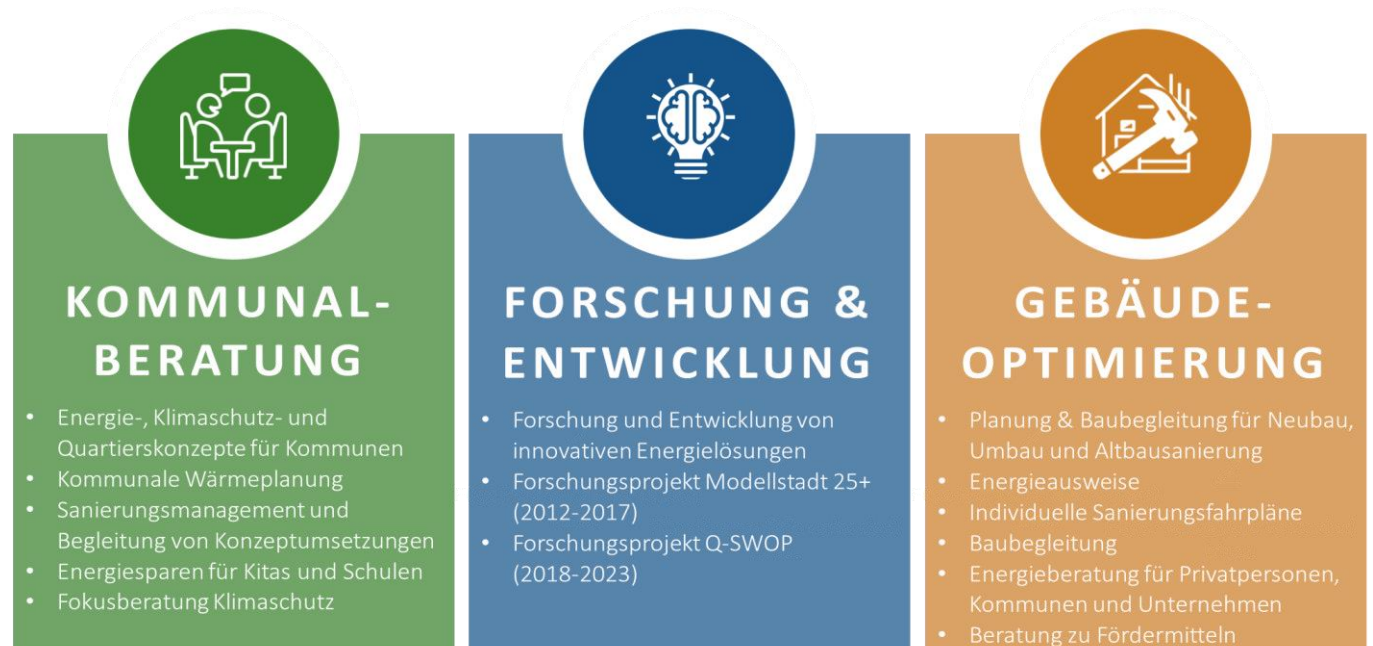 KOMMUNAL-
BERATUNG
• Energie-, Klimaschutz- und
Quartierskonzepte für Kommunen
• Kommunale Wärmeplanung
• Sanierungsmanagement und
Begleitung von Konzeptumsetzungen
• Energiesparen für Kitas und Schulen
• Fokusberatung Klimaschutz
FORSCHUNG &
ENTWICKLUNG
• Forschung und Entwicklung von
innovativen Energielösungen
• Forschungsprojekt Modellstadt 25+
(2012-2017)
• Forschungsprojekt Q-SWOP
(2018-2023)
GEBÄUDE-
OPTIMIERUNG
• Planung & Baubegleitung für Neubau,
Umbau und Altbausanierung
• Energieausweise
• Individuelle Sanierungsfahrpläne
• Baubegleitung
• Energieberatung für Privatpersonen,
Kommunen und Unternehmen
• Beratung zu Fördermitteln